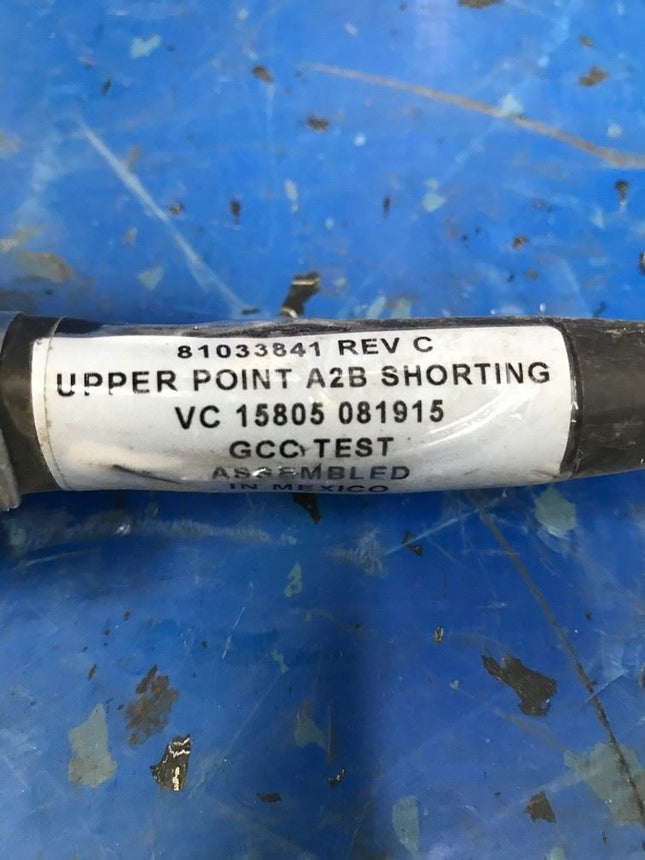 81033841 REV C
UPPER POINT A2B SHORTING
VC 15805 081915
GCC TEST
ASSEMBLED
IN MEXICO